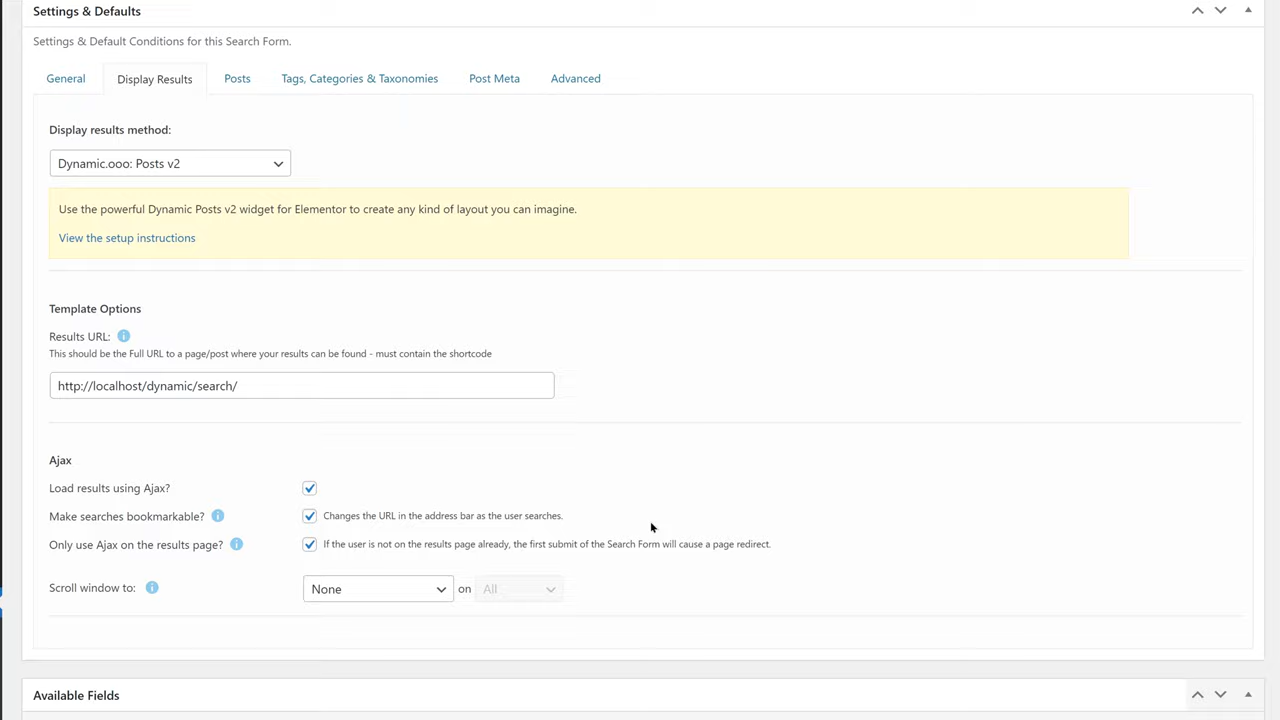 Settings & Defaults
Settings & Default Conditions for this Search Form.
General Display Results Posts Tags, Categories & Taxonomies Post Meta Advanced
Display results method:
Dynamic.ooo: Posts v2
Use the powerful Dynamic Posts v2 widget for Elementor to create any kind of layout you can imagine.
View the setup instructions
Template Options
Results URL: i
This should be the Full URL to a page/post where your results can be found - must contain the shortcode
http://localhost/dynamic/search/
Ajax
Load results using Ajax?
Make searches bookmarkable? i Changes the URL in the address bar as the user searches.
Only use Ajax on the results page? i If the user is not on the results page already, the first submit of the Search Form will cause a page redirect.
Scroll window to: i None on All
Available Fields